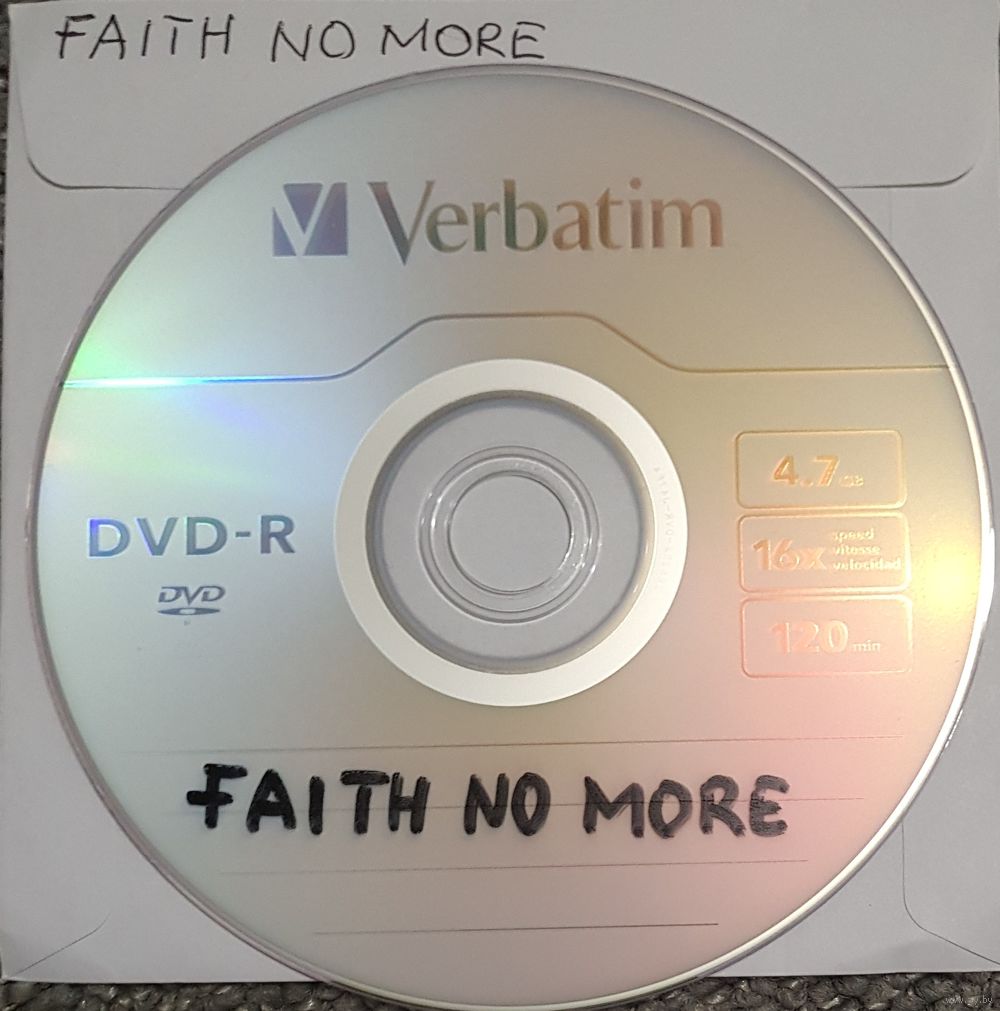 FAITH NO MORE
Verbatim
DVD-R
DVD
4.7 GB
16x speed
vitesse
velocidad
120 min
FAITH NO MORE